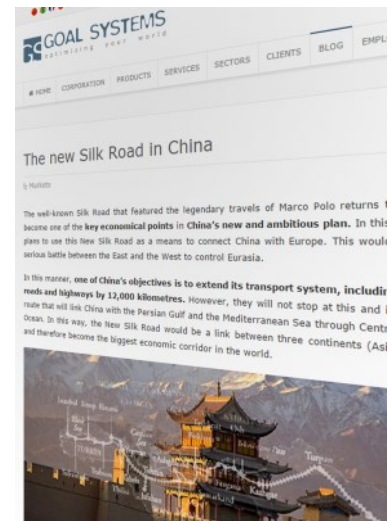 GOAL SYSTEMS
optimizing your world
HOME CORPORATION PRODUCTS SERVICES SECTORS CLIENTS BLOG EMPL
The new Silk Road in China
Markets
The well-known Silk Road that featured the legendary travels of Marco Polo returns t
become one of the key economical points in China's new and ambitious plan. In this
plans to use this New Silk Road as a means to connect China with Europe. This would
serious battle between the East and the West to control Eurasia.
In this manner, one of China's objectives is to extend its transport system, includin
roads and highways by 12,000 kilometres. However, they will not stop at this and i
route that will link China with the Persian Gulf and the Mediterranean Sea through Centr
Ocean. In this way, the New Silk Road would be a link between three continents (Asi
and therefore become the biggest economic corridor in the world.
Turpan
TURKEY
Kashgar